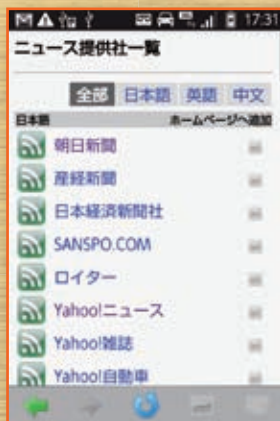 17:31
ニュース提供社一覧
全部 日本語 英語 中文
日本語 ホームページへ追加
朝日新聞
産経新聞
日本経済新聞社
SANSPO.COM
ロイター
Yahoo!ニュース
Yahoo!雑誌
Yahoo!自動車